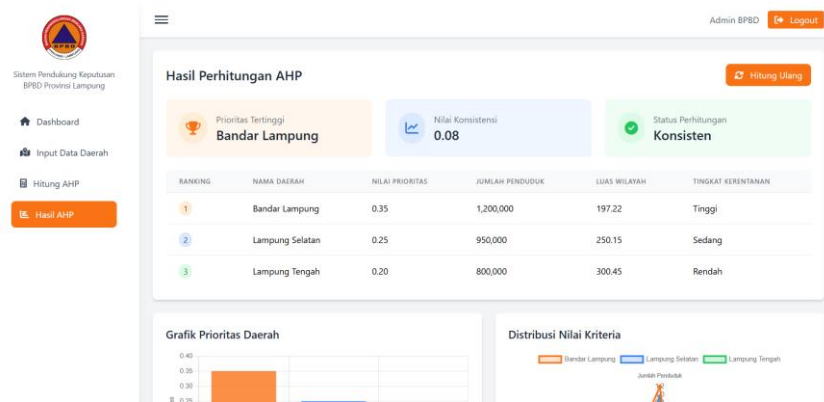 Admin BPBD
Logout
BPBD
Sistem Pendukung Keputusan
BPBD Provinsi Lampung
Dashboard
Input Data Daerah
Hitung AHP
Hasil AHP
Hasil Perhitungan AHP
Hitung Ulang
Prioritas Tertinggi
Bandar Lampung
Nilai Konsistensi
0.08
Status Perhitungan
Konsisten
RANKING NAMA DAERAH NILAI PRIORITAS JUMLAH PENDUDUK LUAS WILAYAH TINGKAT KERENTANAN
1 Bandar Lampung 0.35 1,200,000 197.22 Tinggi
2 Lampung Selatan 0.25 950,000 250.15 Sedang
3 Lampung Tengah 0.20 800,000 300.45 Rendah
Grafik Prioritas Daerah
0.40
0.35
0.30
0.25
Distribusi Nilai Kriteria
Bandar Lampung Lampung Selatan Lampung Tengah
Jumlah Penduduk